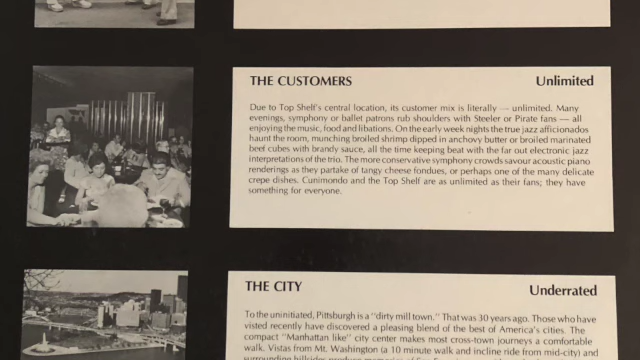 THE CUSTOMERS Unlimited
Due to Top Shelf's central location, its customer mix is literally — unlimited. Many
evenings, symphony or ballet patrons rub shoulders with Steeler or Pirate fans — all
enjoying the music, food and libations. On the early week nights the true jazz afficionados
haunt the room, munching broiled shrimp dipped in anchovy butter or broiled marinated
beef cubes with brandy sauce, all the time keeping beat with the far out electronic jazz
interpretations of the trio. The more conservative symphony crowds savour acoustic piano
renderings as they partake of tangy cheese fondues, or perhaps one of the many delicate
crepe dishes. Cunimondo and the Top Shelf are as unlimited as their fans; they have
something for everyone.
THE CITY Underrated
To the uninitiated, Pittsburgh is a "dirty mill town." That was 30 years ago. Those who have
visited recently have discovered a pleasing blend of the best of America's cities. The
compact "Manhattan like" city center makes most cross-town journeys a comfortable
walk. Vistas from Mt. Washington (a 10 minute walk and incline ride from mid-city) and
surrounding hillsides